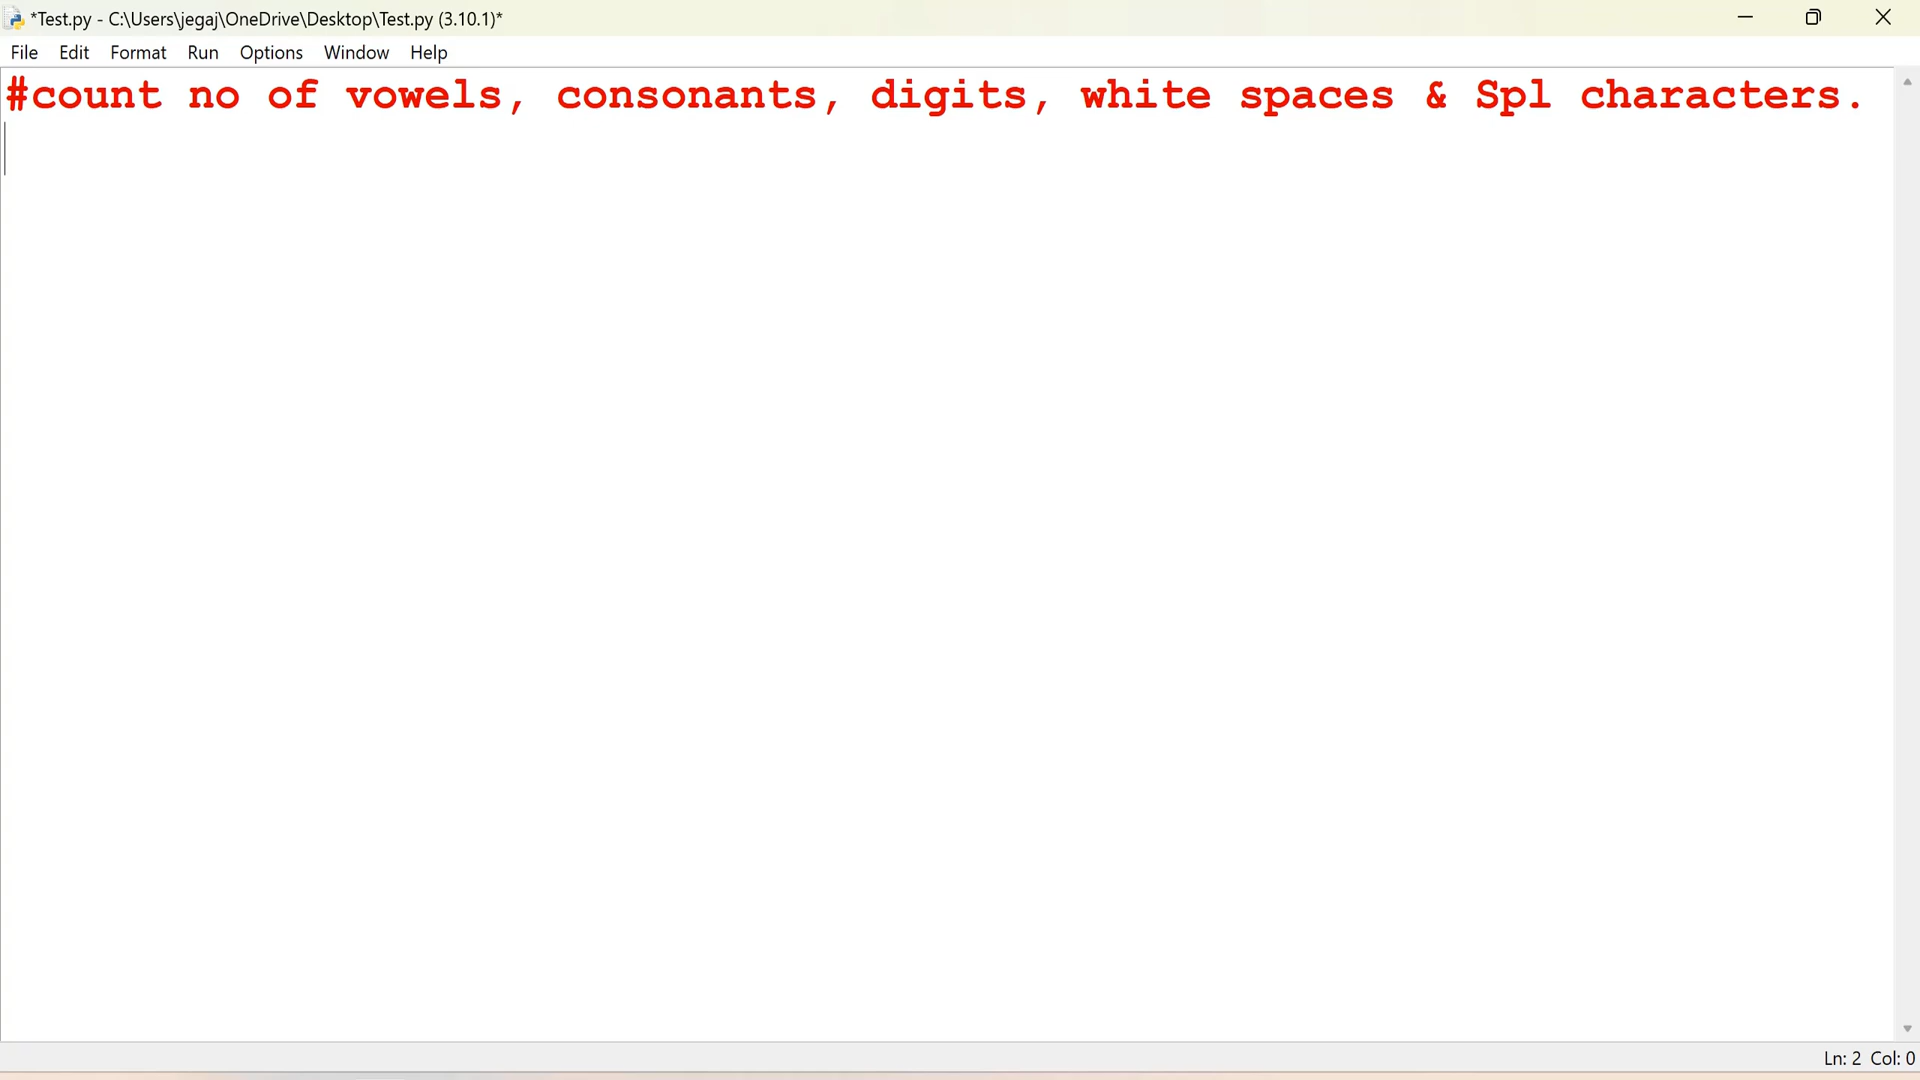 *Test.py - C:\Users\jegaj\OneDrive\Desktop\Test.py (3.10.1)*
File Edit Format Run Options Window Help
#count no of vowels, consonants, digits, white spaces & Spl characters.
Ln: 2 Col: 0